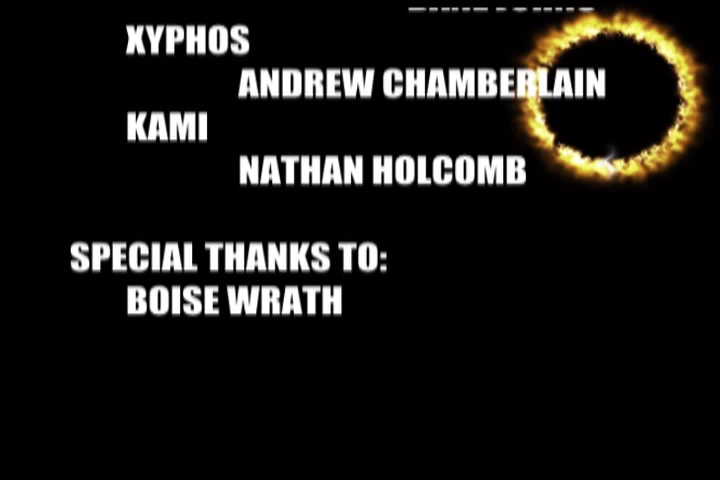 XYPHOS
ANDREW CHAMBERLAIN
KAMI
NATHAN HOLCOMB
SPECIAL THANKS TO:
BOISE WRATH